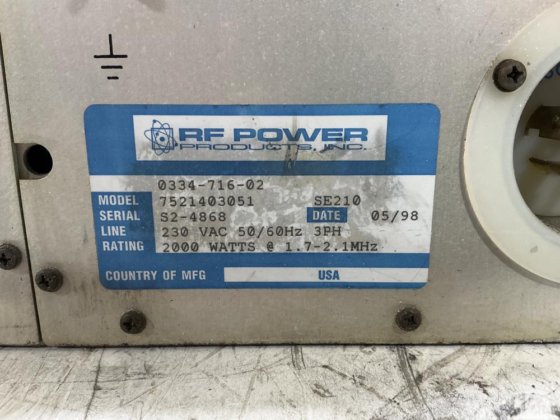 RF POWER
PRODUCTS, INC.
0334-716-02
MODEL 7521403051 SE210
SERIAL S2-4868 DATE 05/98
LINE 230 VAC 50/60Hz 3PH
RATING 2000 WATTS @ 1.7-2.1MHz
COUNTRY OF MFG USA